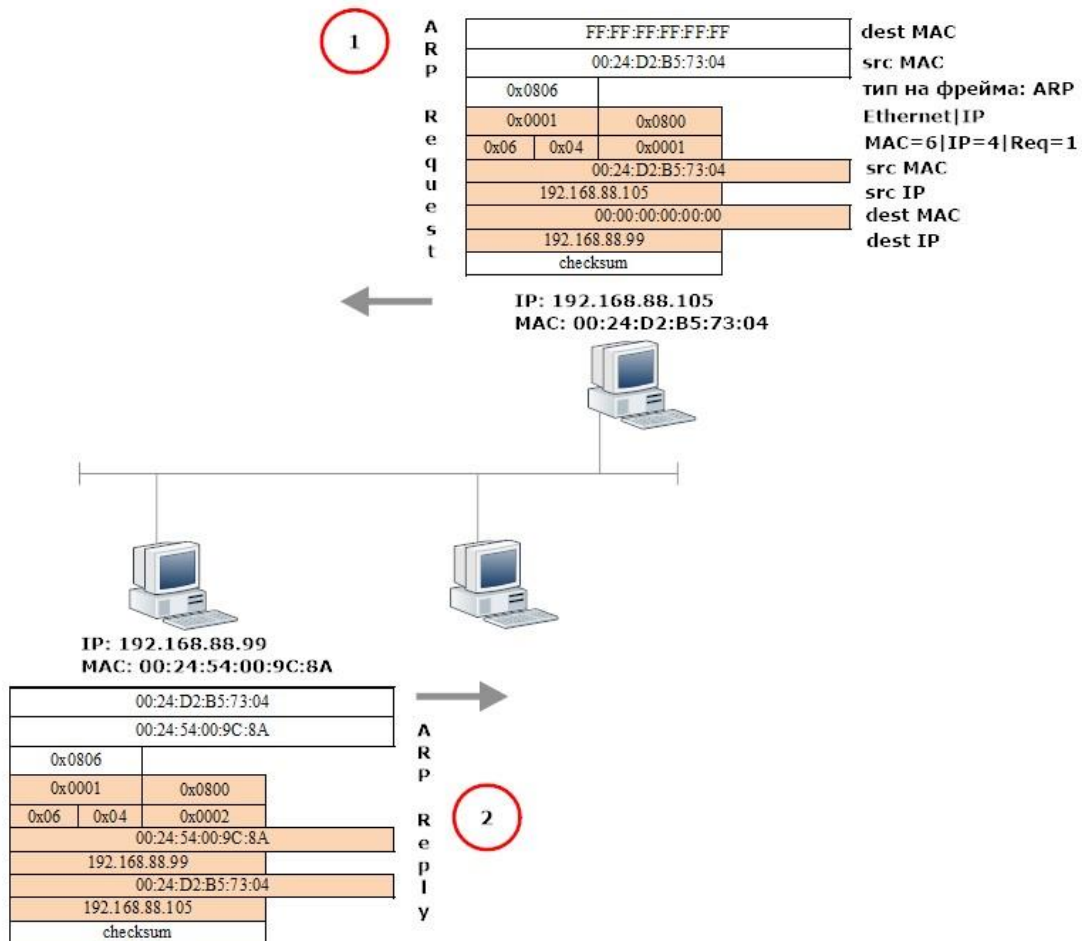 1
ARP Request
FF:FF:FF:FF:FF:FF dest MAC
00:24:D2:B5:73:04 src MAC
0x0806 тип на фрейма: ARP
0x0001 0x0800 Ethernet|IP
0x06 0x04 0x0001 MAC=6|IP=4|Req=1
00:24:D2:B5:73:04 src MAC
192.168.88.105 src IP
00:00:00:00:00:00 dest MAC
192.168.88.99 dest IP
checksum
IP: 192.168.88.105
MAC: 00:24:D2:B5:73:04
IP: 192.168.88.99
MAC: 00:24:54:00:9C:8A
00:24:D2:B5:73:04
00:24:54:00:9C:8A
0x0806
0x0001 0x0800
0x06 0x04 0x0002
00:24:54:00:9C:8A
192.168.88.99
00:24:D2:B5:73:04
192.168.88.105
checksum
ARP Reply
2